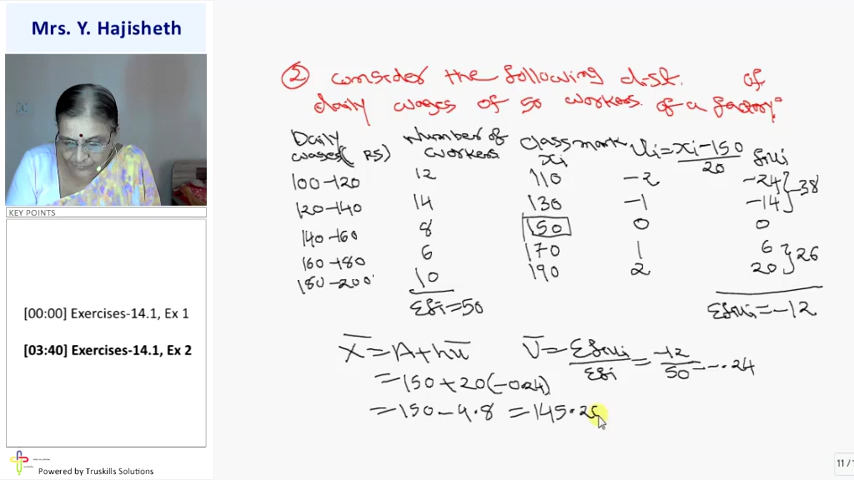 Mrs. Y. Hajisheth
② Consider the following dist. of
daily wages of 50 workers of a factory.
Daily wages( RS) Number of workers Class mark xi Ui=xi-150/20 fiui
100-120 12 110 -2 -24
120-140 14 130 -1 -14 } -38
140-160 8 150 0 0
160-180 6 170 1 6
180-200 10 190 2 20 } 26
Σfi=50 Σfiui=-12
X̄=A+hū Ū=Σfiui/Σfi=-12/50=-.24
=150+20(-0.24)
=150-4.8 =145.20
KEY POINTS
[00:00] Exercises-14.1, Ex 1
[03:40] Exercises-14.1, Ex 2
Powered by Truskills Solutions
11/1